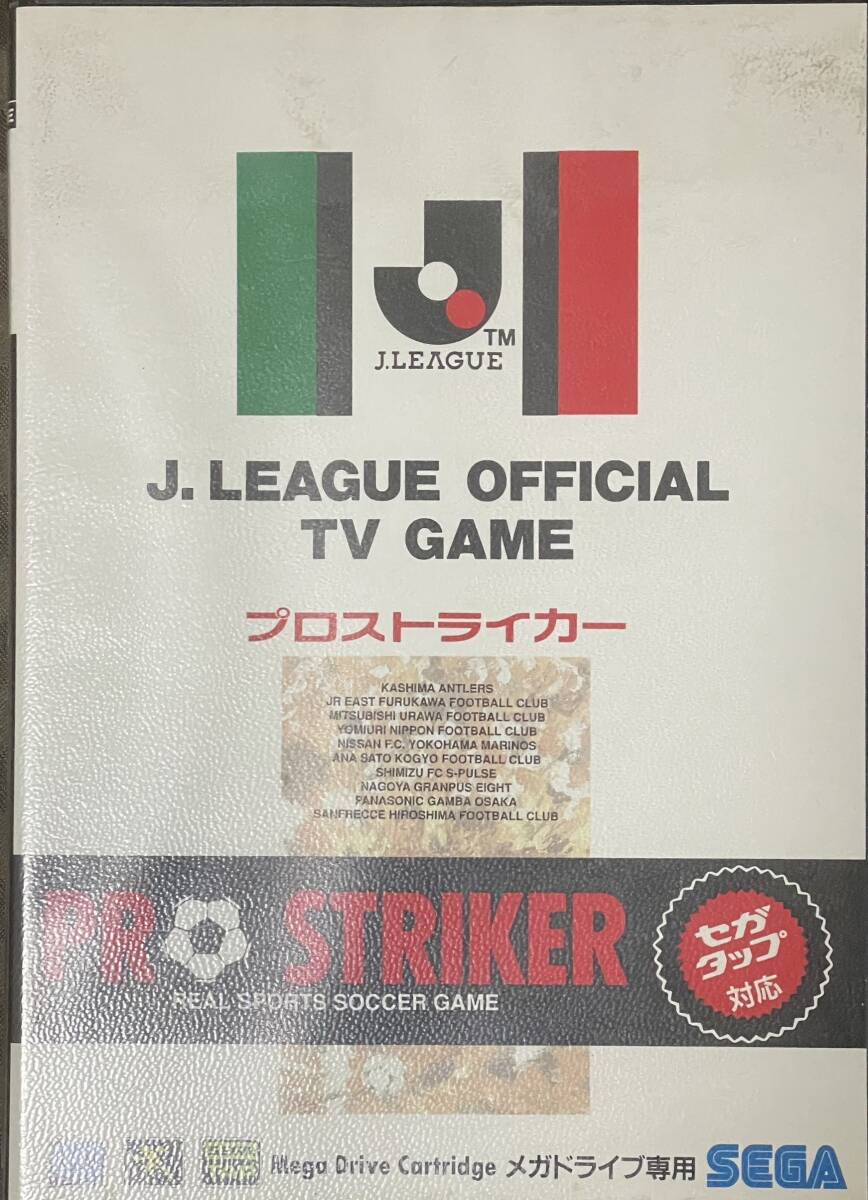 TM
J.LEAGUE
J. LEAGUE OFFICIAL
TV GAME
プロストライカー
KASHIMA ANTLERS
JR EAST FURUKAWA FOOTBALL CLUB
MITSUBISHI URAWA FOOTBALL CLUB
YOMIURI NIPPON FOOTBALL CLUB
NISSAN F.C. YOKOHAMA MARINOS
ANA SATO KOGYO FOOTBALL CLUB
SHIMIZU FC S-PULSE
NAGOYA GRANPUS EIGHT
PANASONIC GAMBA OSAKA
SANFRECCE HIROSHIMA FOOTBALL CLUB
PRO STRIKER
REAL SPORTS SOCCER GAME
セガ
タップ
対応
Mega Drive Cartridge メガドライブ専用 SEGA